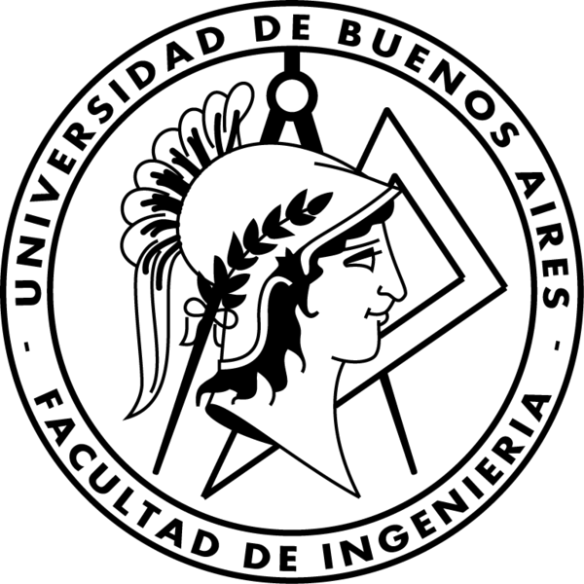 UNIVERSIDAD DE BUENOS AIRES
- FACULTAD DE INGENIERIA -